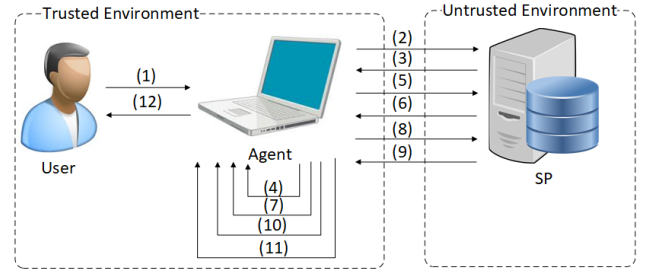 Trusted Environment
Untrusted Environment
(1)
(12)
(2)
(3)
(5)
(6)
(8)
(9)
User
Agent
SP
(4)
(7)
(10)
(11)